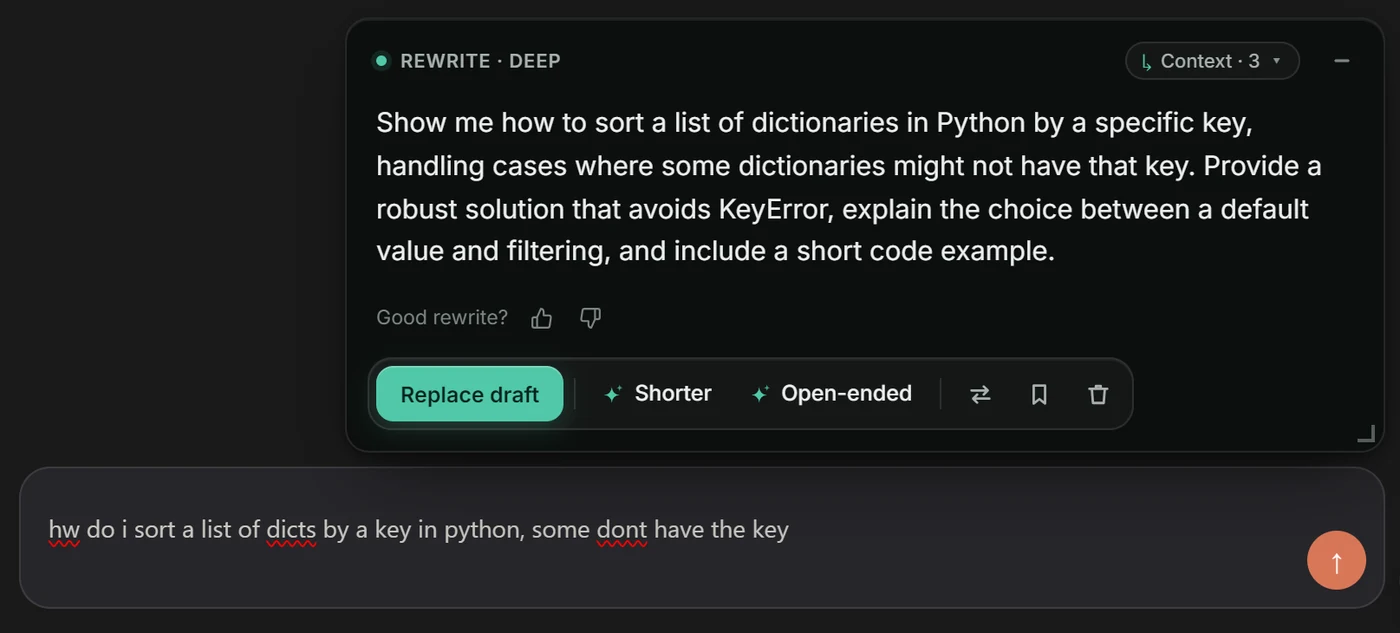 REWRITE · DEEP
Context · 3
Show me how to sort a list of dictionaries in Python by a specific key,
handling cases where some dictionaries might not have that key. Provide a
robust solution that avoids KeyError, explain the choice between a default
value and filtering, and include a short code example.
Good rewrite?
Replace draft
Shorter
Open-ended
hw do i sort a list of dicts by a key in python, some dont have the key